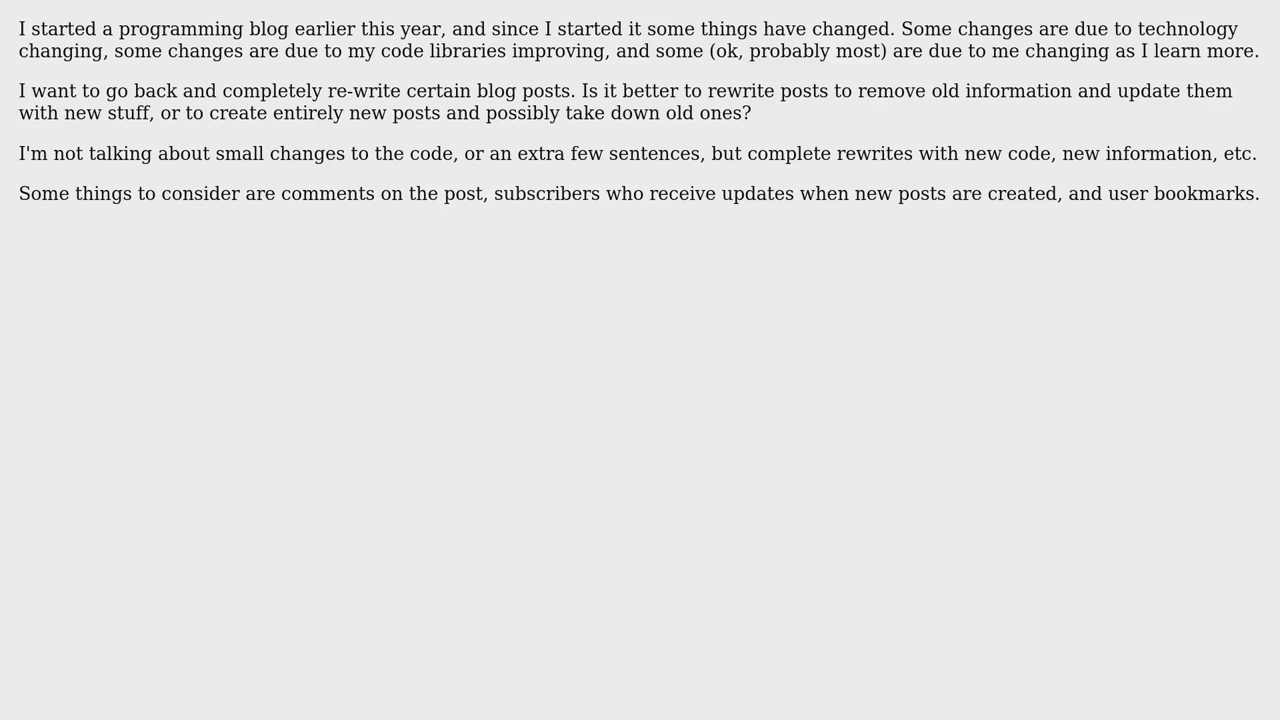 I started a programming blog earlier this year, and since I started it some things have changed. Some changes are due to technology
changing, some changes are due to my code libraries improving, and some (ok, probably most) are due to me changing as I learn more.
I want to go back and completely re-write certain blog posts. Is it better to rewrite posts to remove old information and update them
with new stuff, or to create entirely new posts and possibly take down old ones?
I'm not talking about small changes to the code, or an extra few sentences, but complete rewrites with new code, new information, etc.
Some things to consider are comments on the post, subscribers who receive updates when new posts are created, and user bookmarks.